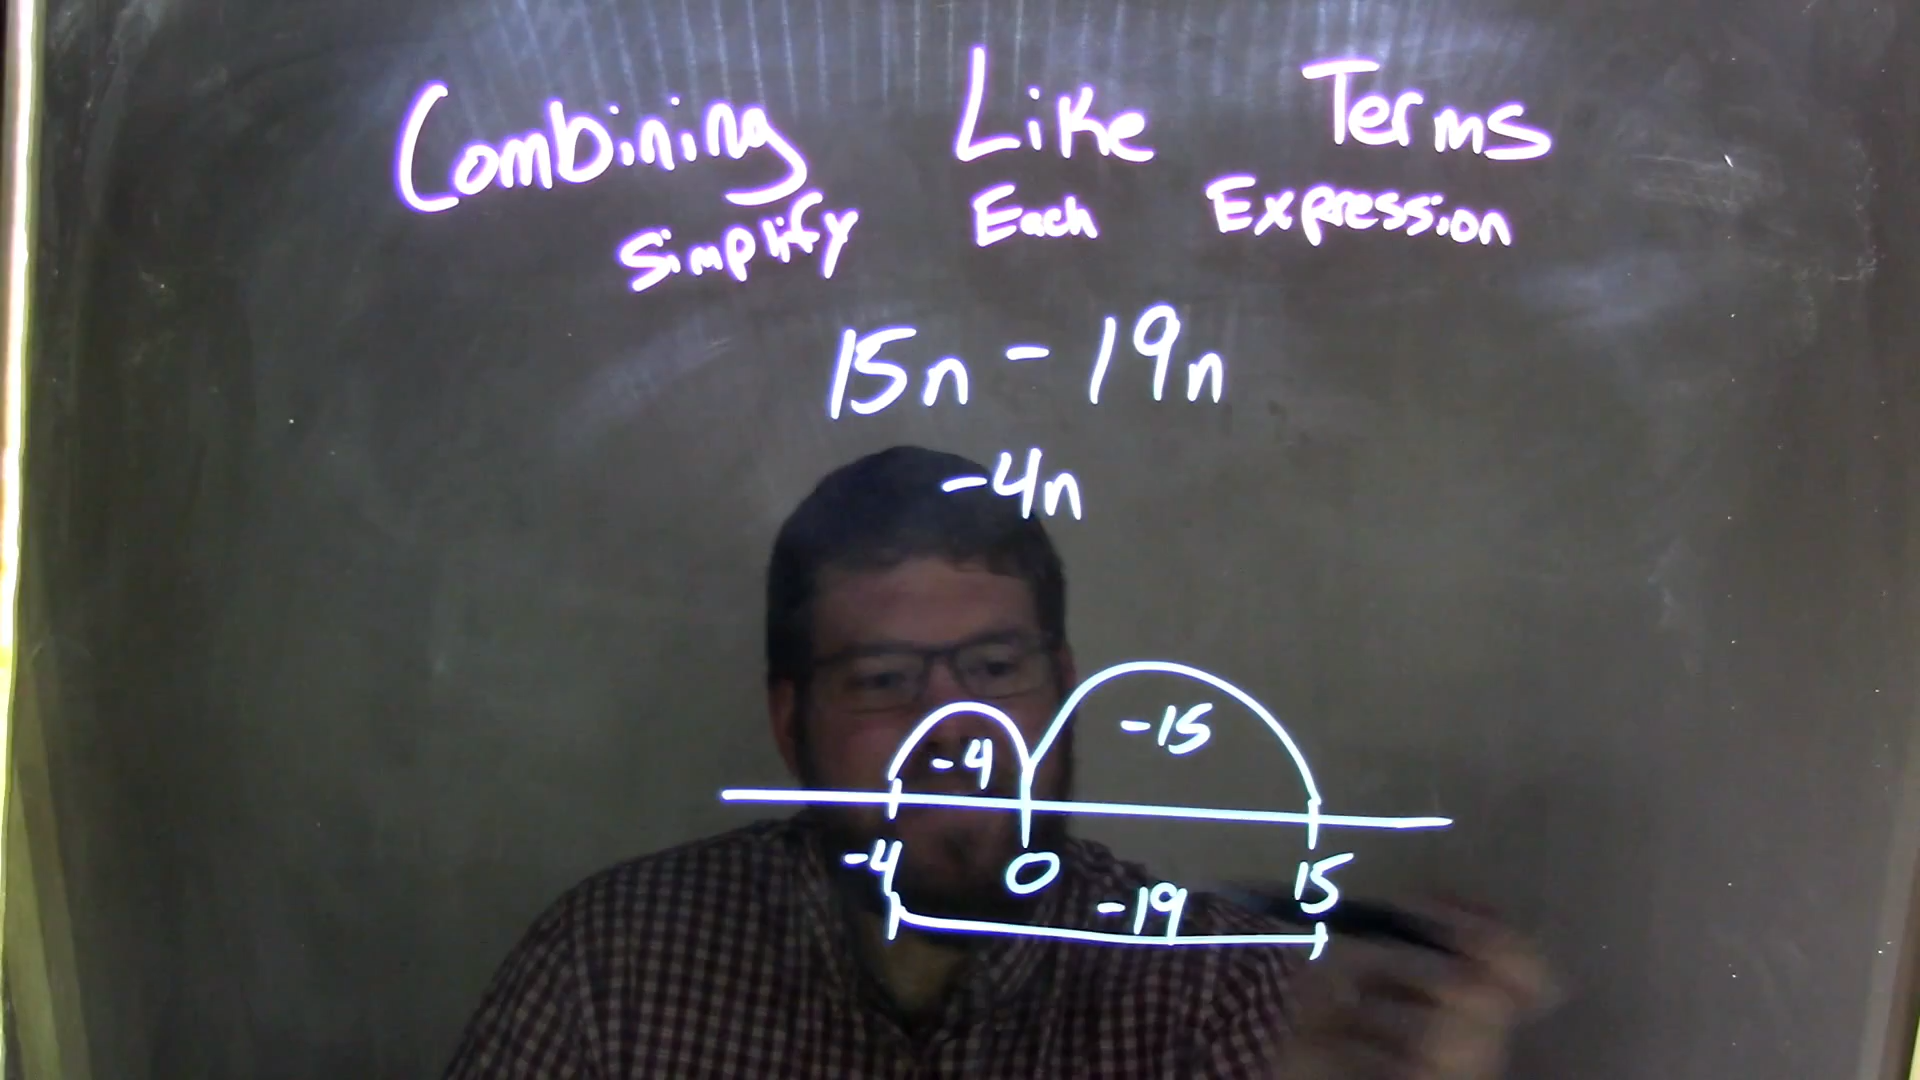 Combining Like Terms
Simplify Each Expression
15n - 19n
-4n
-4 -15
-4 0 15
-19